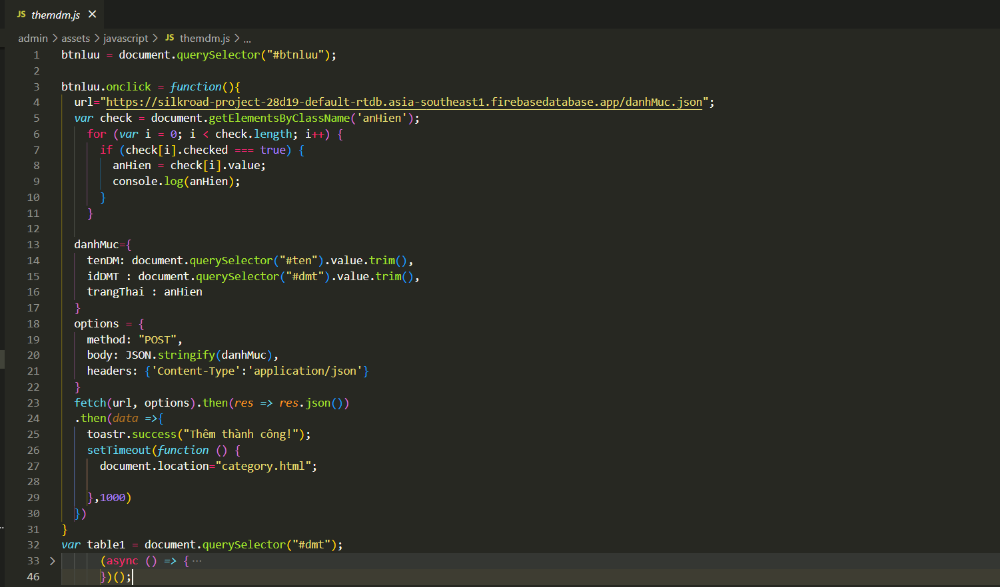 JS themdm.js ✕
admin > assets > javascript > JS themdm.js > ...
1 btnluu = document.querySelector("#btnluu");
2
3 btnluu.onclick = function(){
4 url="https://silkroad-project-28d19-default-rtdb.asia-southeast1.firebasedatabase.app/danhMuc.json";
5 var check = document.getElementsByClassName('anHien');
6 for (var i = 0; i < check.length; i++) {
7 if (check[i].checked === true) {
8 anHien = check[i].value;
9 console.log(anHien);
10 }
11 }
12
13 danhMuc={
14 tenDM: document.querySelector("#ten").value.trim(),
15 idDMT : document.querySelector("#dmt").value.trim(),
16 trangThai : anHien
17 }
18 options = {
19 method: "POST",
20 body: JSON.stringify(danhMuc),
21 headers: {'Content-Type':'application/json'}
22 }
23 fetch(url, options).then(res => res.json())
24 .then(data =>{
25 toastr.success("Thêm thành công!");
26 setTimeout(function () {
27 document.location="category.html";
28
29 },1000)
30 })
31 }
32 var table1 = document.querySelector("#dmt");
33 > (async () => { ···
46 })();